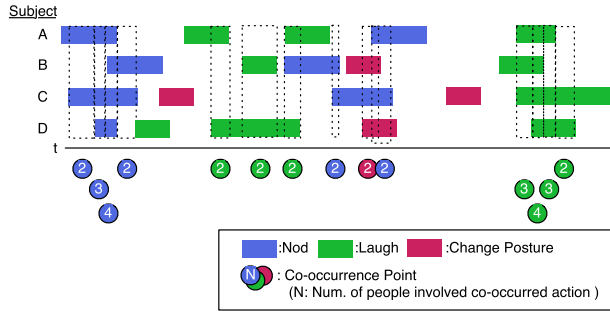 Subject
A
B
C
D
t
2 2 2 2 2 2 2 2 2
3 3 3
4 4
:Nod :Laugh :Change Posture
N : Co-occurrence Point
(N: Num. of people involved co-occurred action )